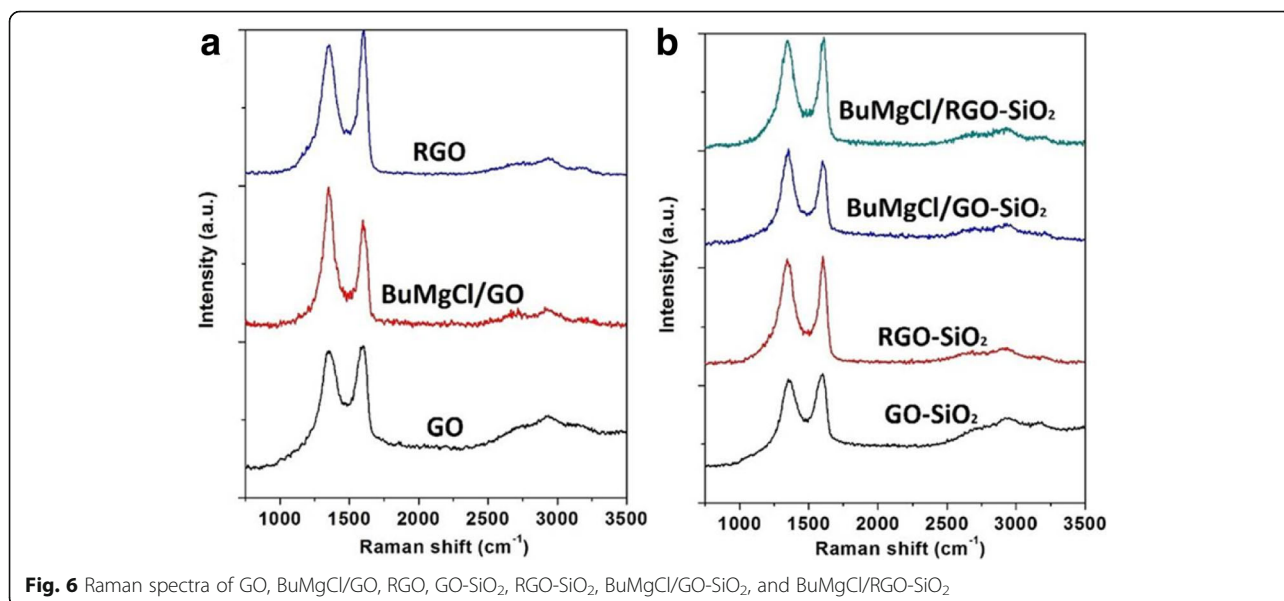 a
RGO
BuMgCl/GO
GO
Intensity (a.u.)
1000 1500 2000 2500 3000 3500
Raman shift (cm⁻¹)
b
BuMgCl/RGO-SiO₂
BuMgCl/GO-SiO₂
RGO-SiO₂
GO-SiO₂
Intensity (a.u.)
1000 1500 2000 2500 3000 3500
Raman shift (cm⁻¹)
Fig. 6 Raman spectra of GO, BuMgCl/GO, RGO, GO-SiO₂, RGO-SiO₂, BuMgCl/GO-SiO₂, and BuMgCl/RGO-SiO₂